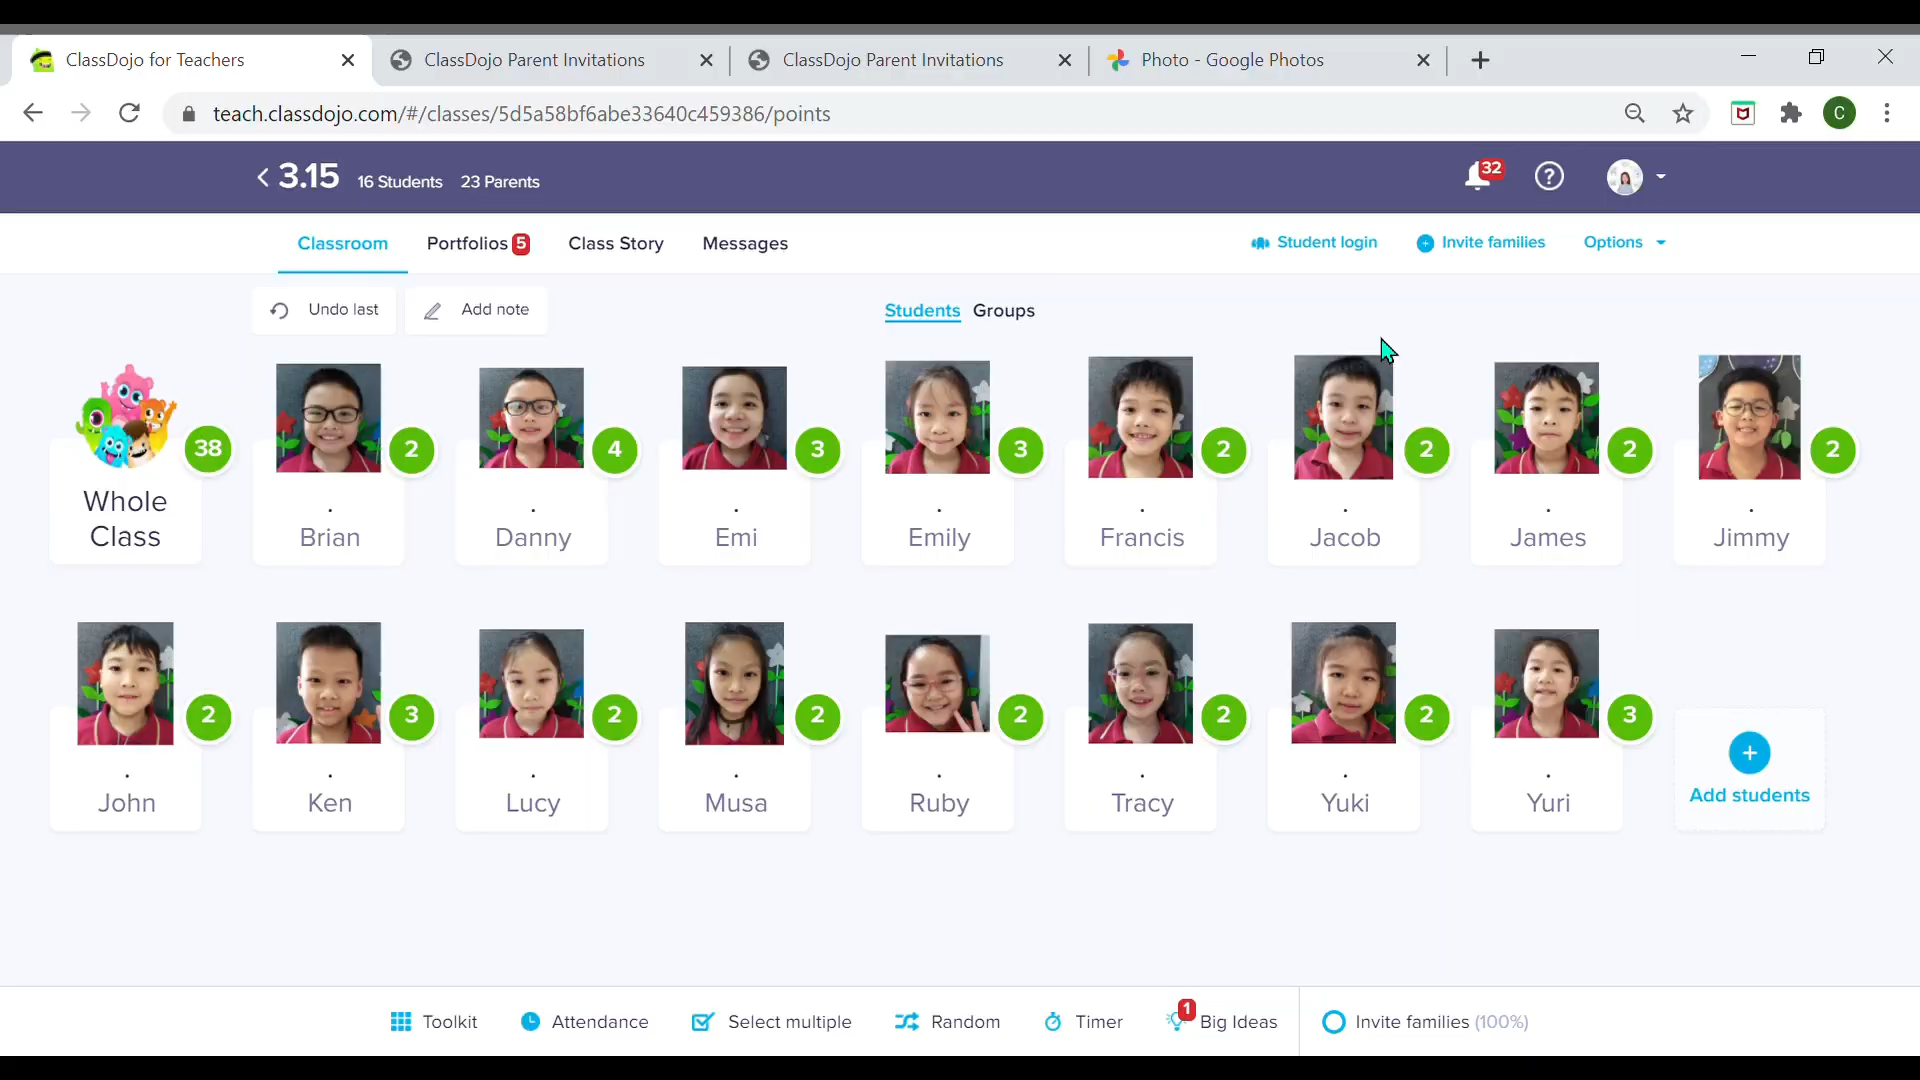 ClassDojo for Teachers
ClassDojo Parent Invitations
ClassDojo Parent Invitations
Photo - Google Photos
teach.classdojo.com/#/classes/5d5a58bf6abe33640c459386/points
C
3.15 16 Students 23 Parents
32
?
Classroom Portfolios 5 Class Story Messages
Student login Invite families Options
Undo last Add note
Students Groups
38 2 4 3 3 2 2 2 2
Whole
Class
. . . . . . . .
Brian Danny Emi Emily Francis Jacob James Jimmy
2 3 2 2 2 2 2 3
. . . . . . . .
John Ken Lucy Musa Ruby Tracy Yuki Yuri Add students
Toolkit Attendance Select multiple Random Timer 1 Big Ideas Invite families (100%)